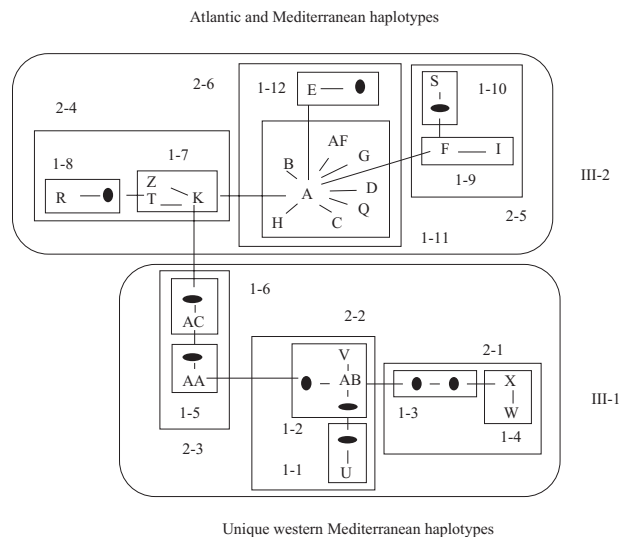 Atlantic and Mediterranean haplotypes
2-6
1-12
E
S
1-10
2-4
AF
G
B
F
I
1-8
1-7
Z
III-2
R
T
K
A
D
1-9
Q
H
C
2-5
1-11
1-6
2-2
AC
V
2-1
AA
AB
X
III-1
1-5
1-3
W
1-2
1-4
2-3
1-1
U
Unique western Mediterranean haplotypes